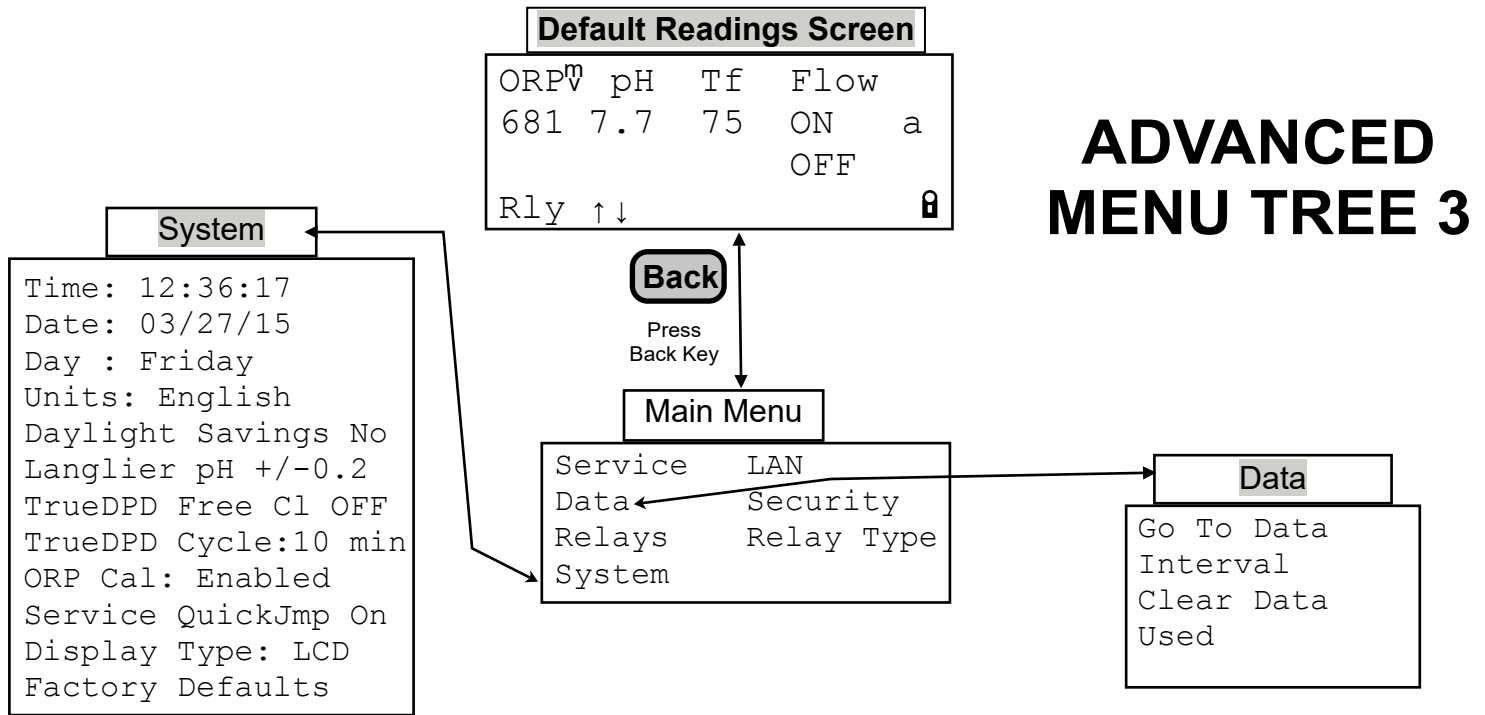 Default Readings Screen
ORPmV pH Tf Flow
681 7.7 75 ON a
OFF
Rly ↑↓
ADVANCED
MENU TREE 3
System
Time: 12:36:17
Date: 03/27/15
Day : Friday
Units: English
Daylight Savings No
Langlier pH +/-0.2
TrueDPD Free Cl OFF
TrueDPD Cycle:10 min
ORP Cal: Enabled
Service QuickJmp On
Display Type: LCD
Factory Defaults
Back
Press
Back Key
Main Menu
Service LAN
Data Security
Relays Relay Type
System
Data
Go To Data
Interval
Clear Data
Used